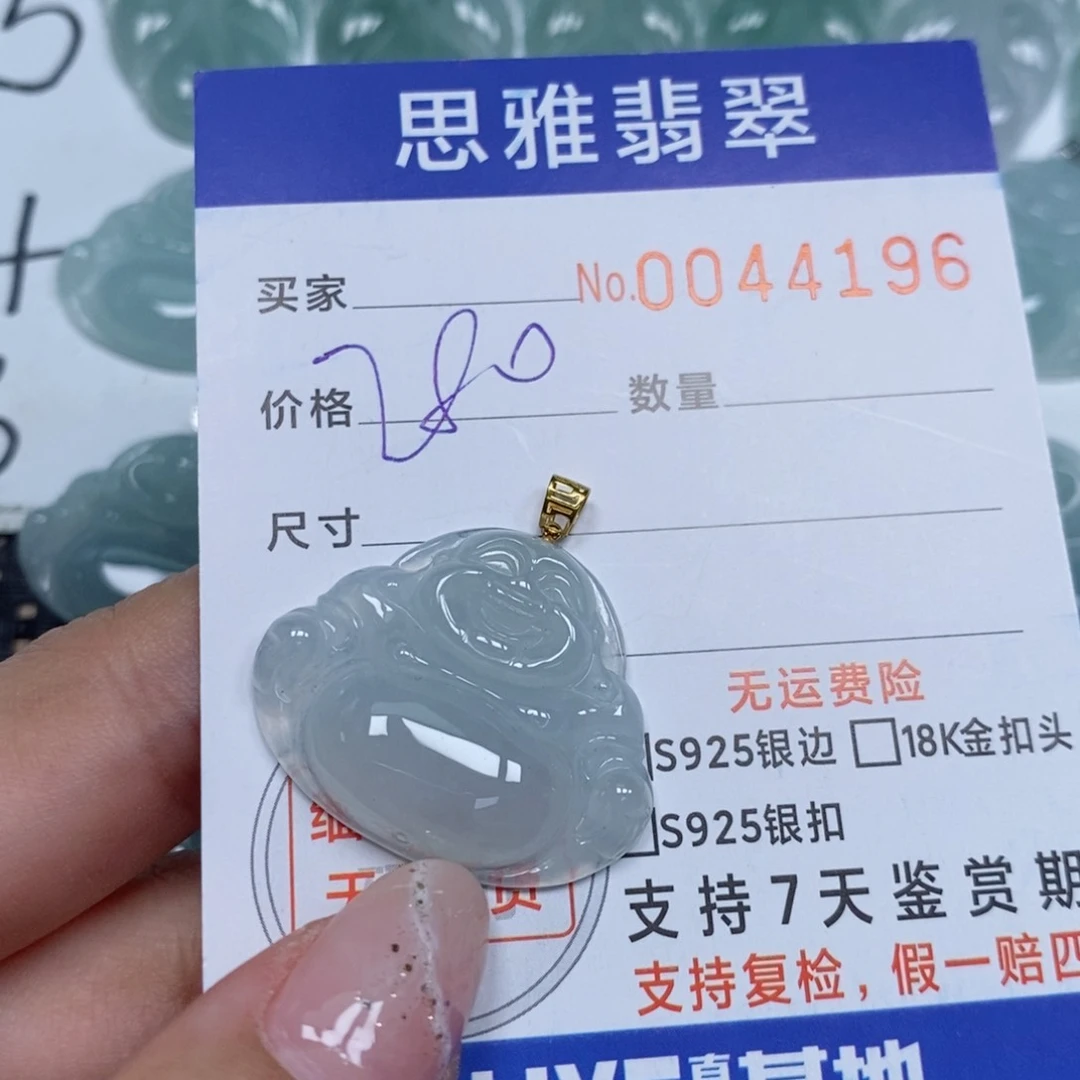 思雅翡翠
买家 No.0044196
价格 280 数量
尺寸
无运费险
S925银边 □18K金扣头
S925银扣
支持7天鉴赏期
支持复检,假一赔四
基地